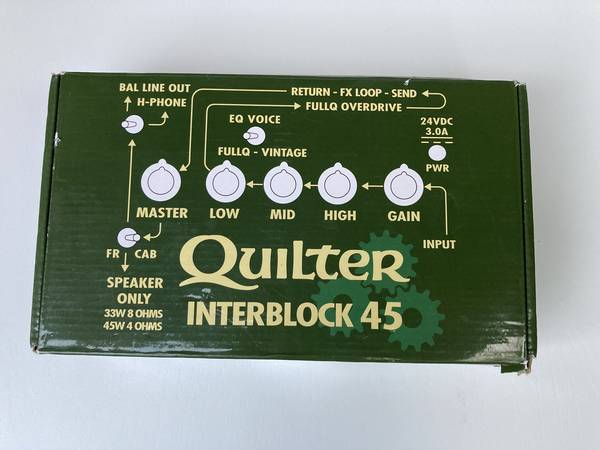 BAL LINE OUT
H-PHONE
RETURN - FX LOOP - SEND
FULLQ OVERDRIVE
EQ VOICE
FULLQ - VINTAGE
24VDC
3.0A
PWR
MASTER LOW MID HIGH GAIN
INPUT
FR CAB
SPEAKER
ONLY
33W 8 OHMS
45W 4 OHMS
QUILTER
INTERBLOCK 45